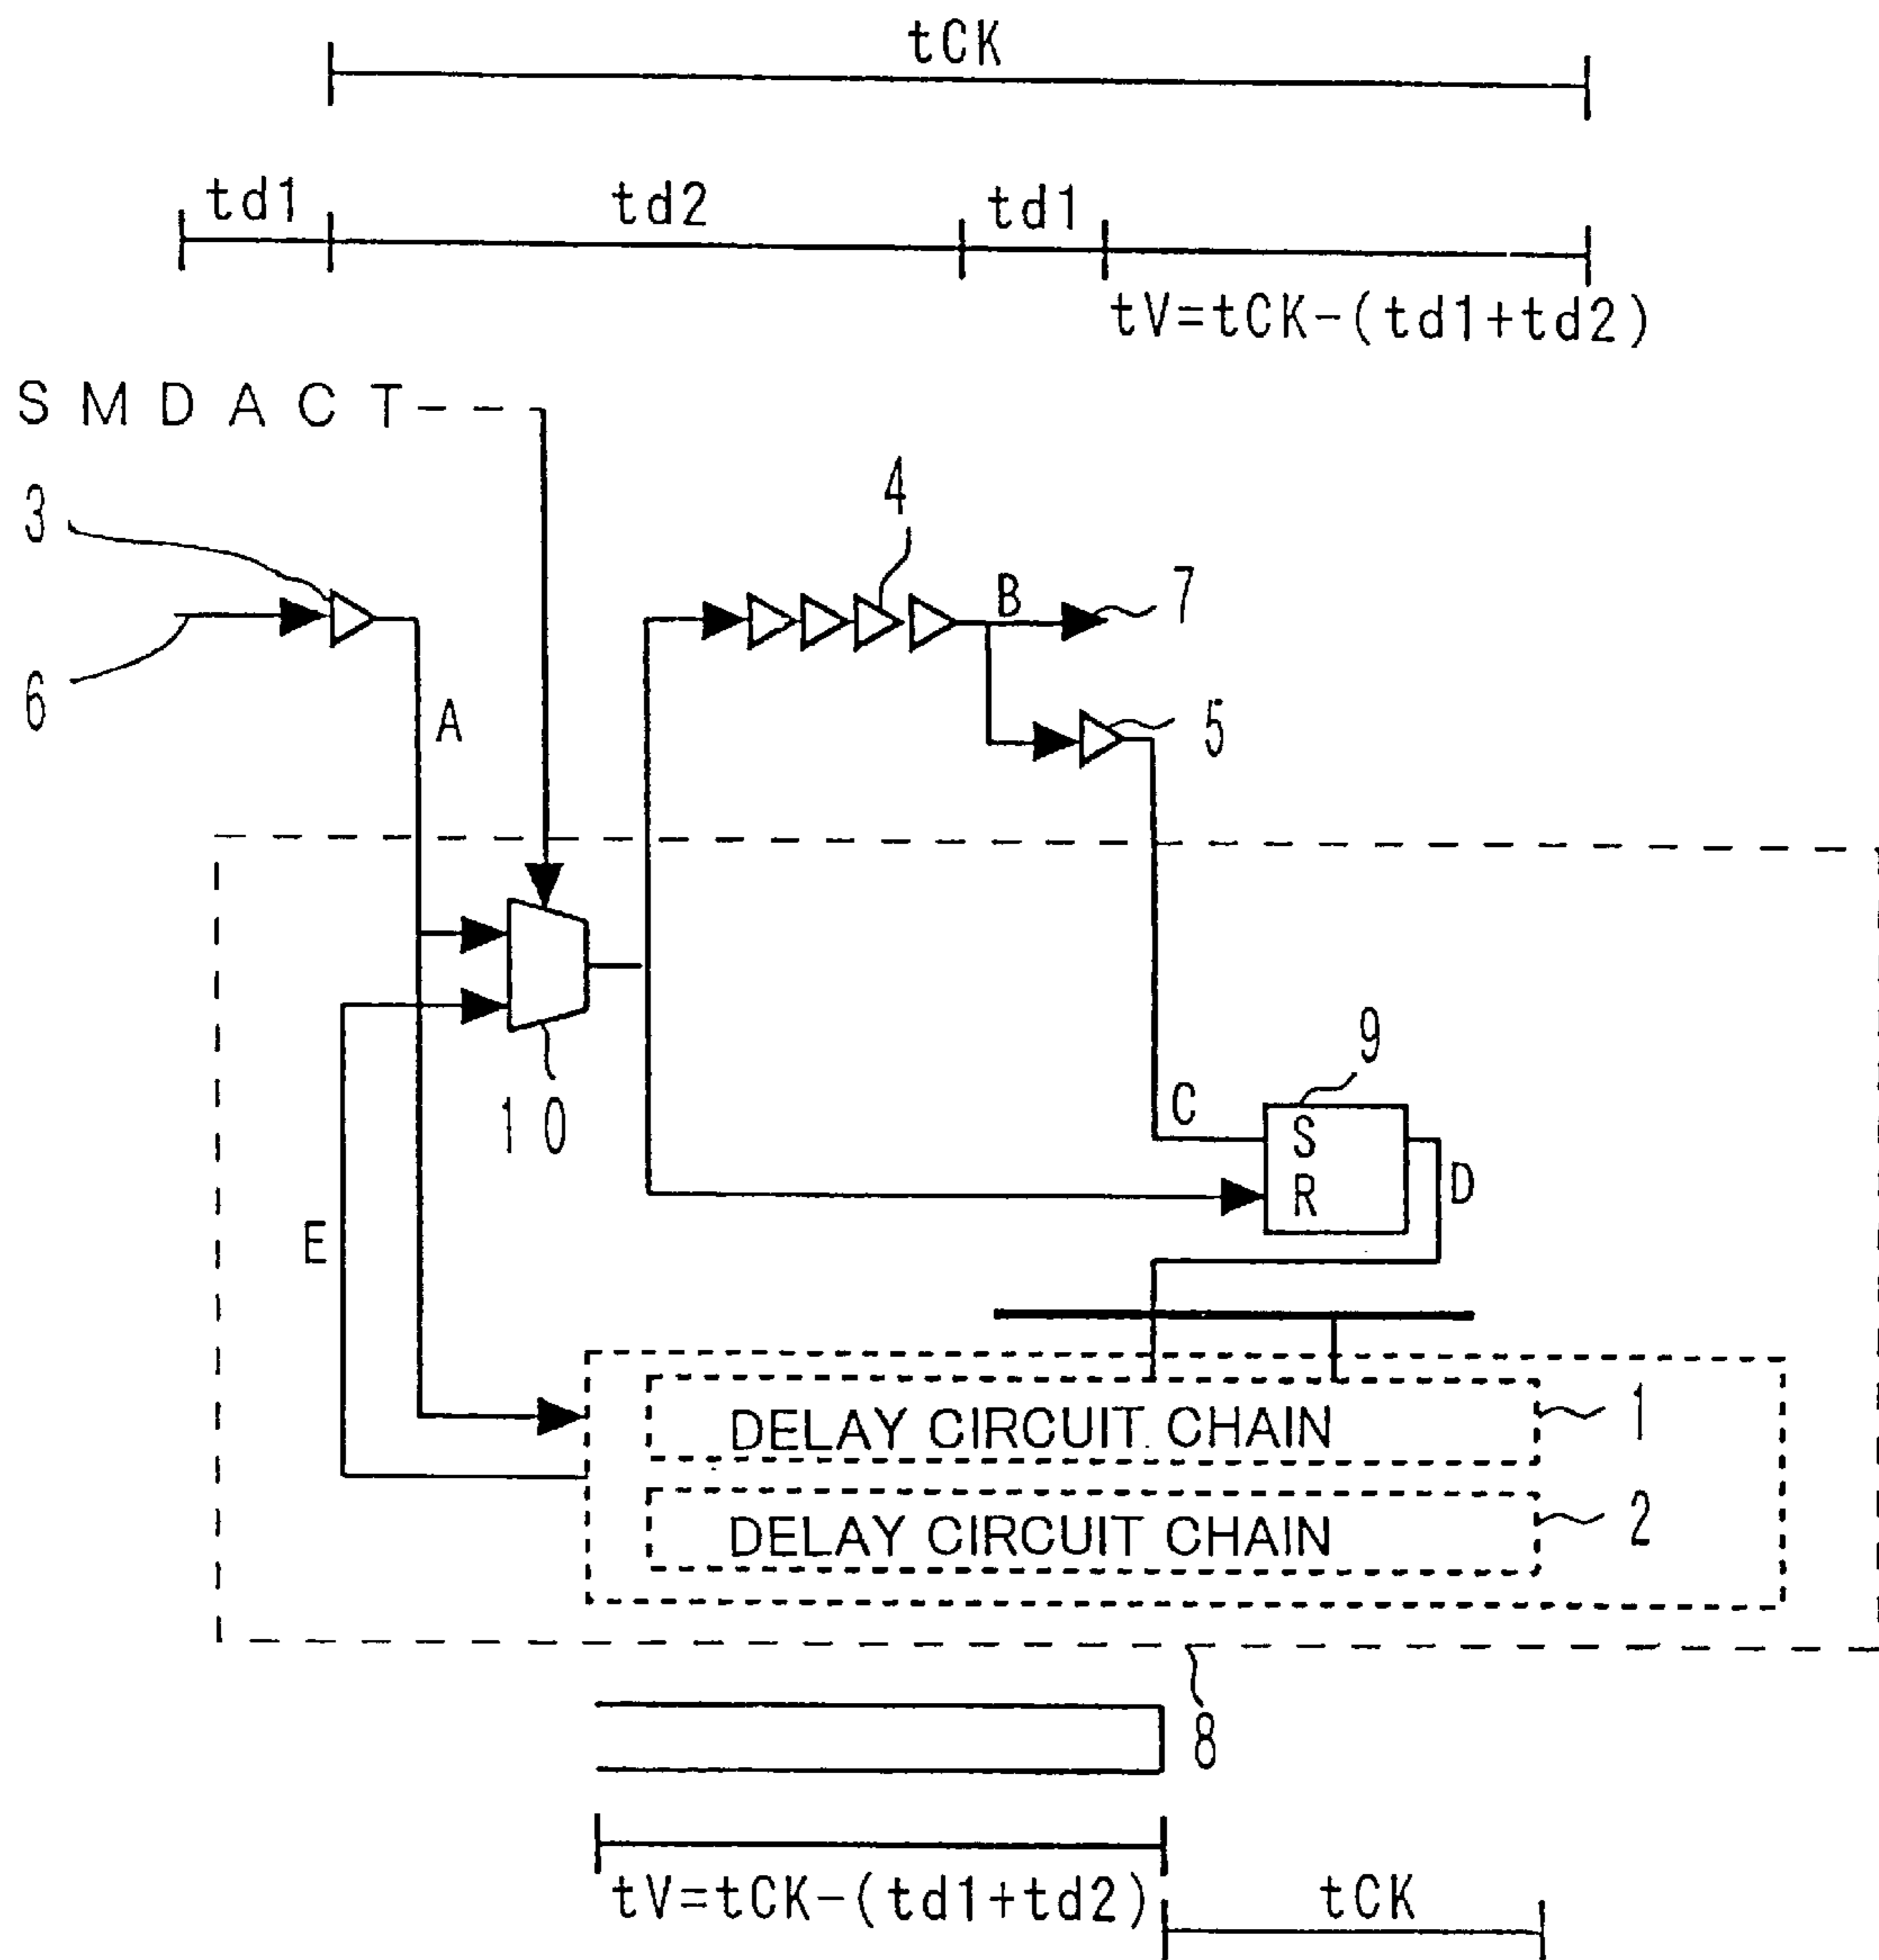 tCK
td1
td2
td1
tV=tCK-(td1+td2)
SMDACT
3
4
6
B
7
A
5
10
9
C
S
R
D
E
DELAY CIRCUIT CHAIN
1
DELAY CIRCUIT CHAIN
2
8
tV=tCK-(td1+td2)
tCK